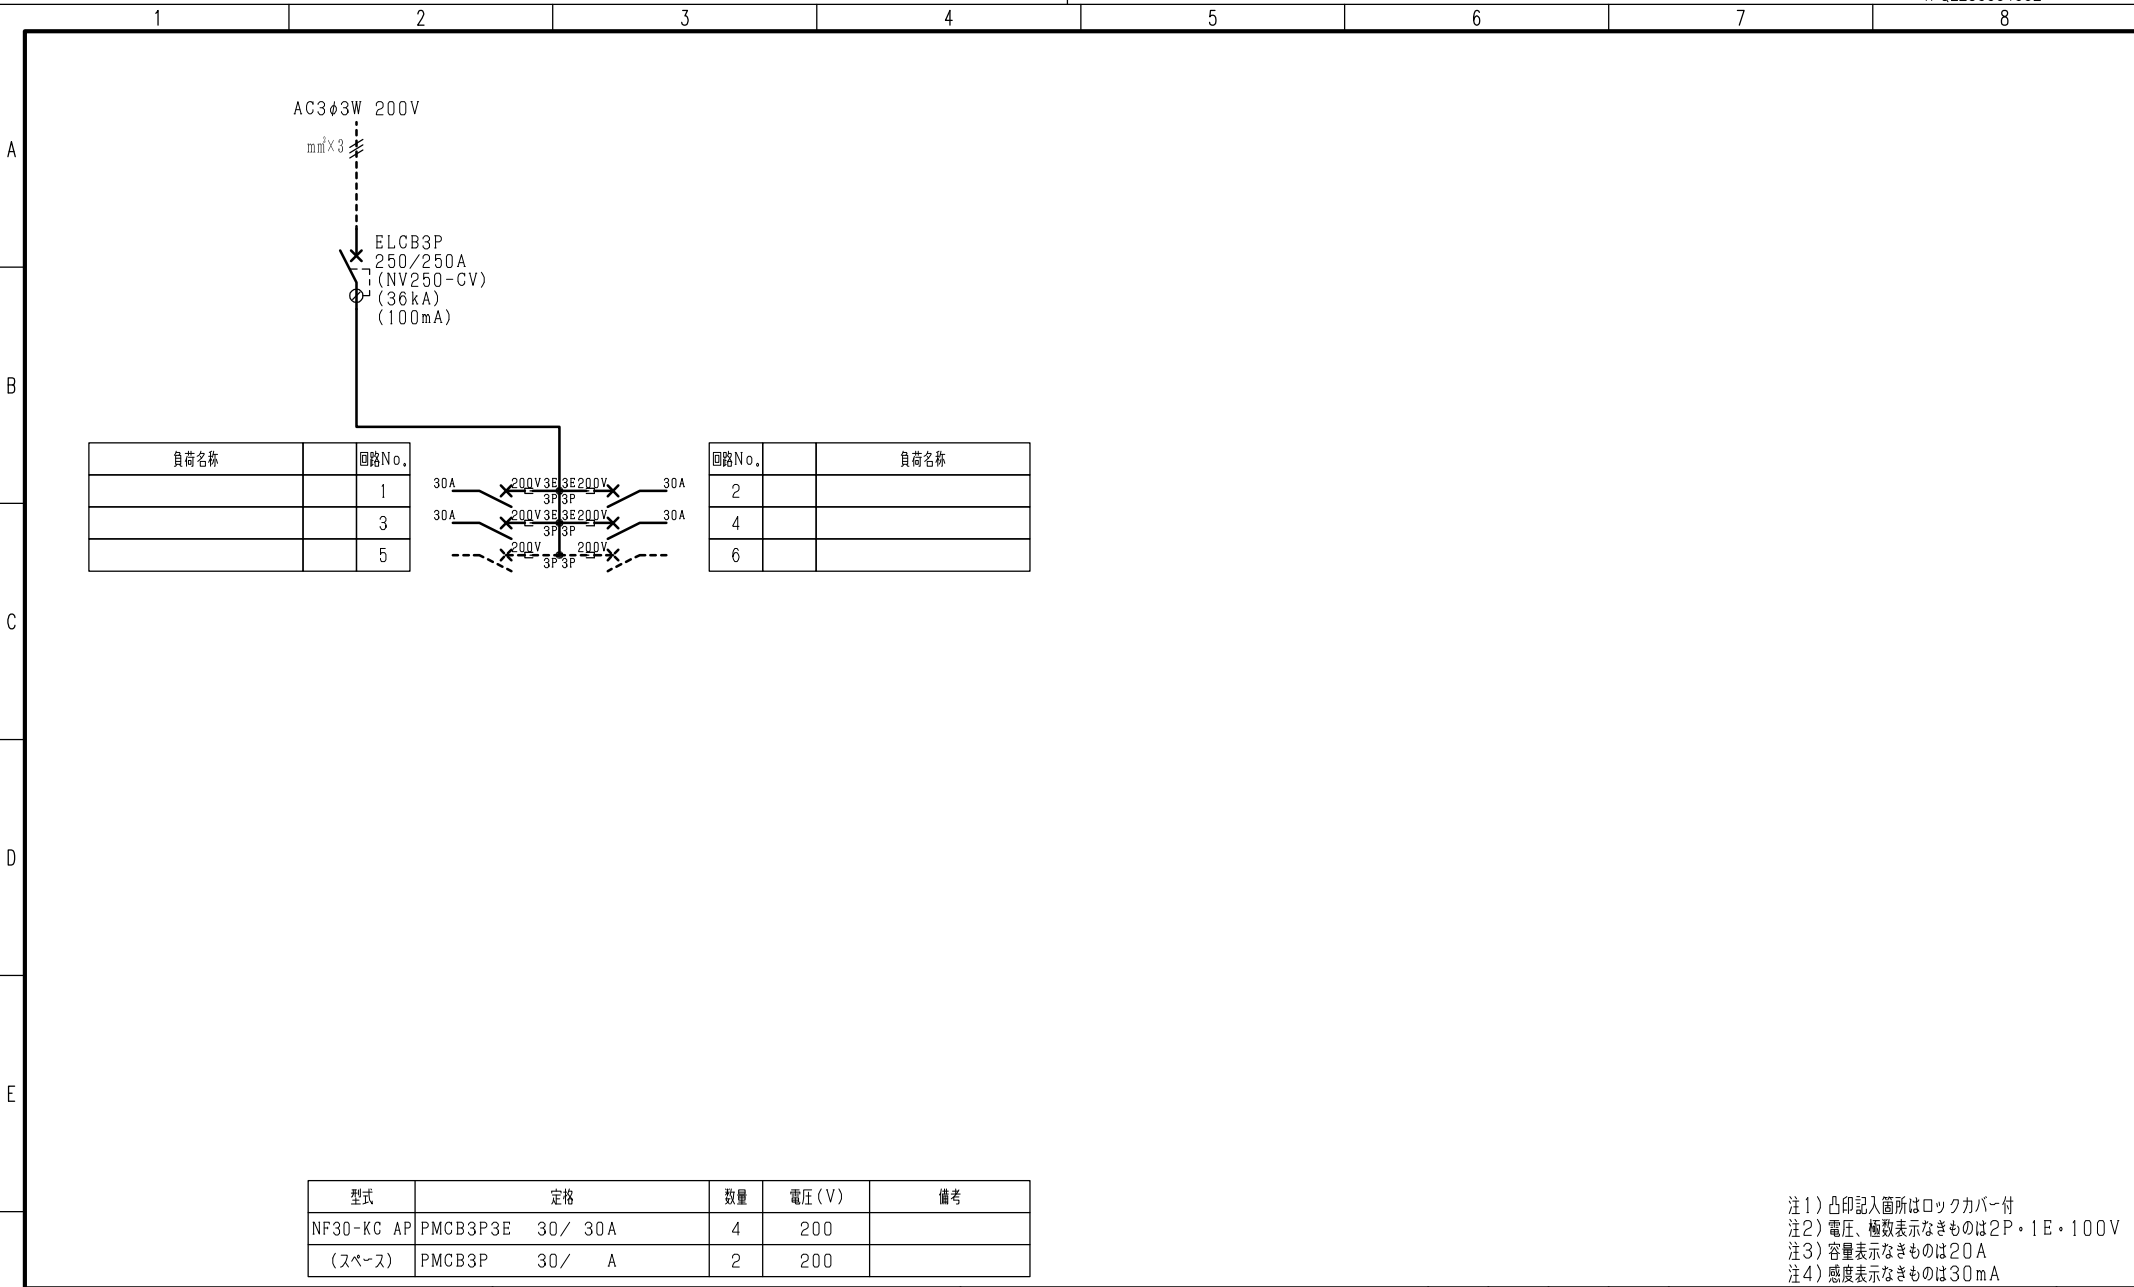 1 2 3 4 5 6 7 8
A
B
C
D
E
AC3φ3W 200V
mm²×3
ELCB3P
250/250A
(NV250-CV)
(36kA)
(100mA)
負荷名称 回路No.
1
3
5
30A 200V 3E 3E 200V 30A
3P 3P
30A 200V 3E 3E 200V 30A
3P 3P
200V 200V
3P 3P
回路No. 負荷名称
2
4
6
型式 定格 数量 電圧(V) 備考
NF30-KC AP PMCB3P3E 30/ 30A 4 200
(スペース) PMCB3P 30/ A 2 200
注1)凸印記入箇所はロックカバー付
注2)電圧、極数表示なきものは2P・1E・100V
注3)容量表示なきものは20A
注4)感度表示なきものは30mA